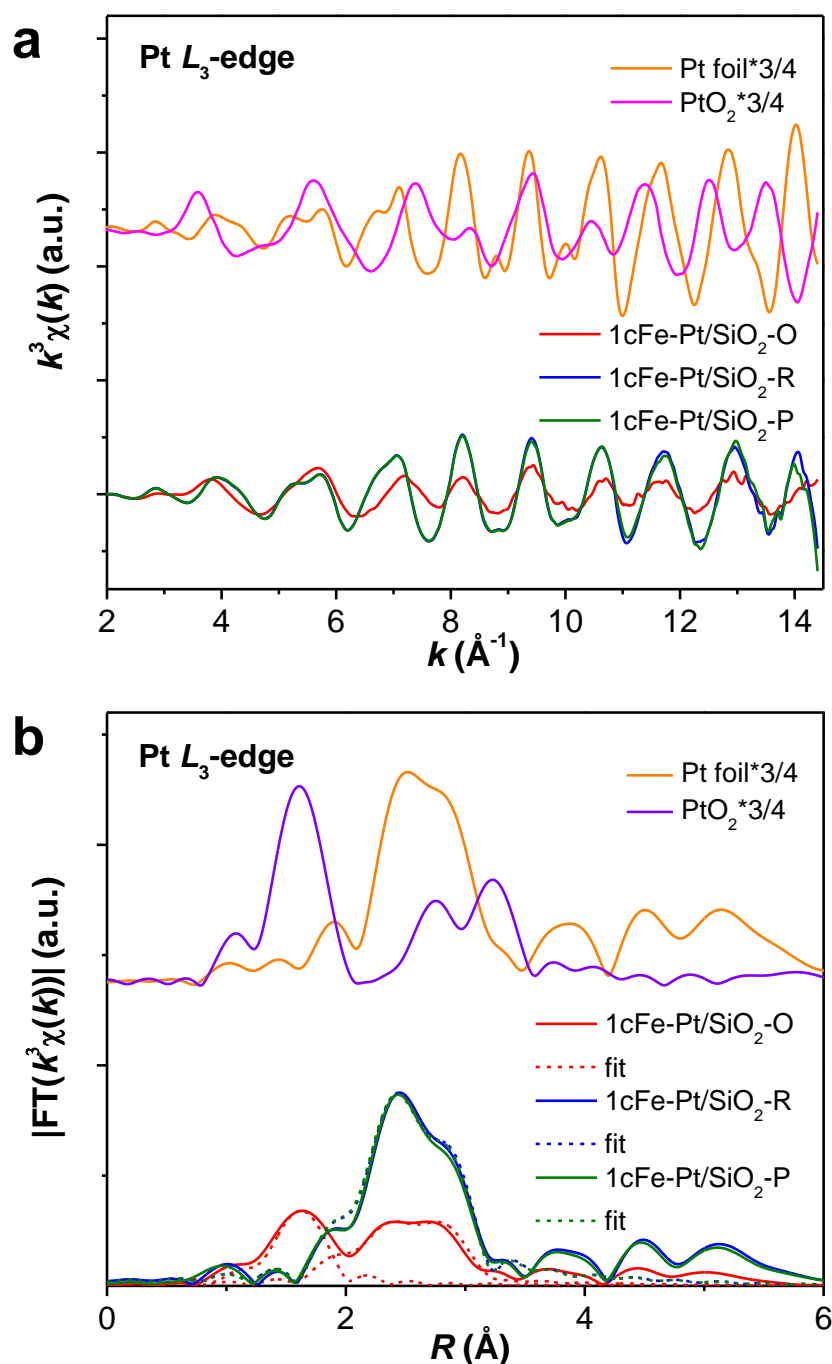 a
Pt L₃-edge
Pt foil*3/4
PtO₂*3/4
k³χ(k) (a.u.)
1cFe-Pt/SiO₂-O
1cFe-Pt/SiO₂-R
1cFe-Pt/SiO₂-P
2 4 6 8 10 12 14
k (Å⁻¹)
b
Pt L₃-edge
Pt foil*3/4
PtO₂*3/4
|FT(k³χ(k))| (a.u.)
1cFe-Pt/SiO₂-O
fit
1cFe-Pt/SiO₂-R
fit
1cFe-Pt/SiO₂-P
fit
0 2 4 6
R (Å)